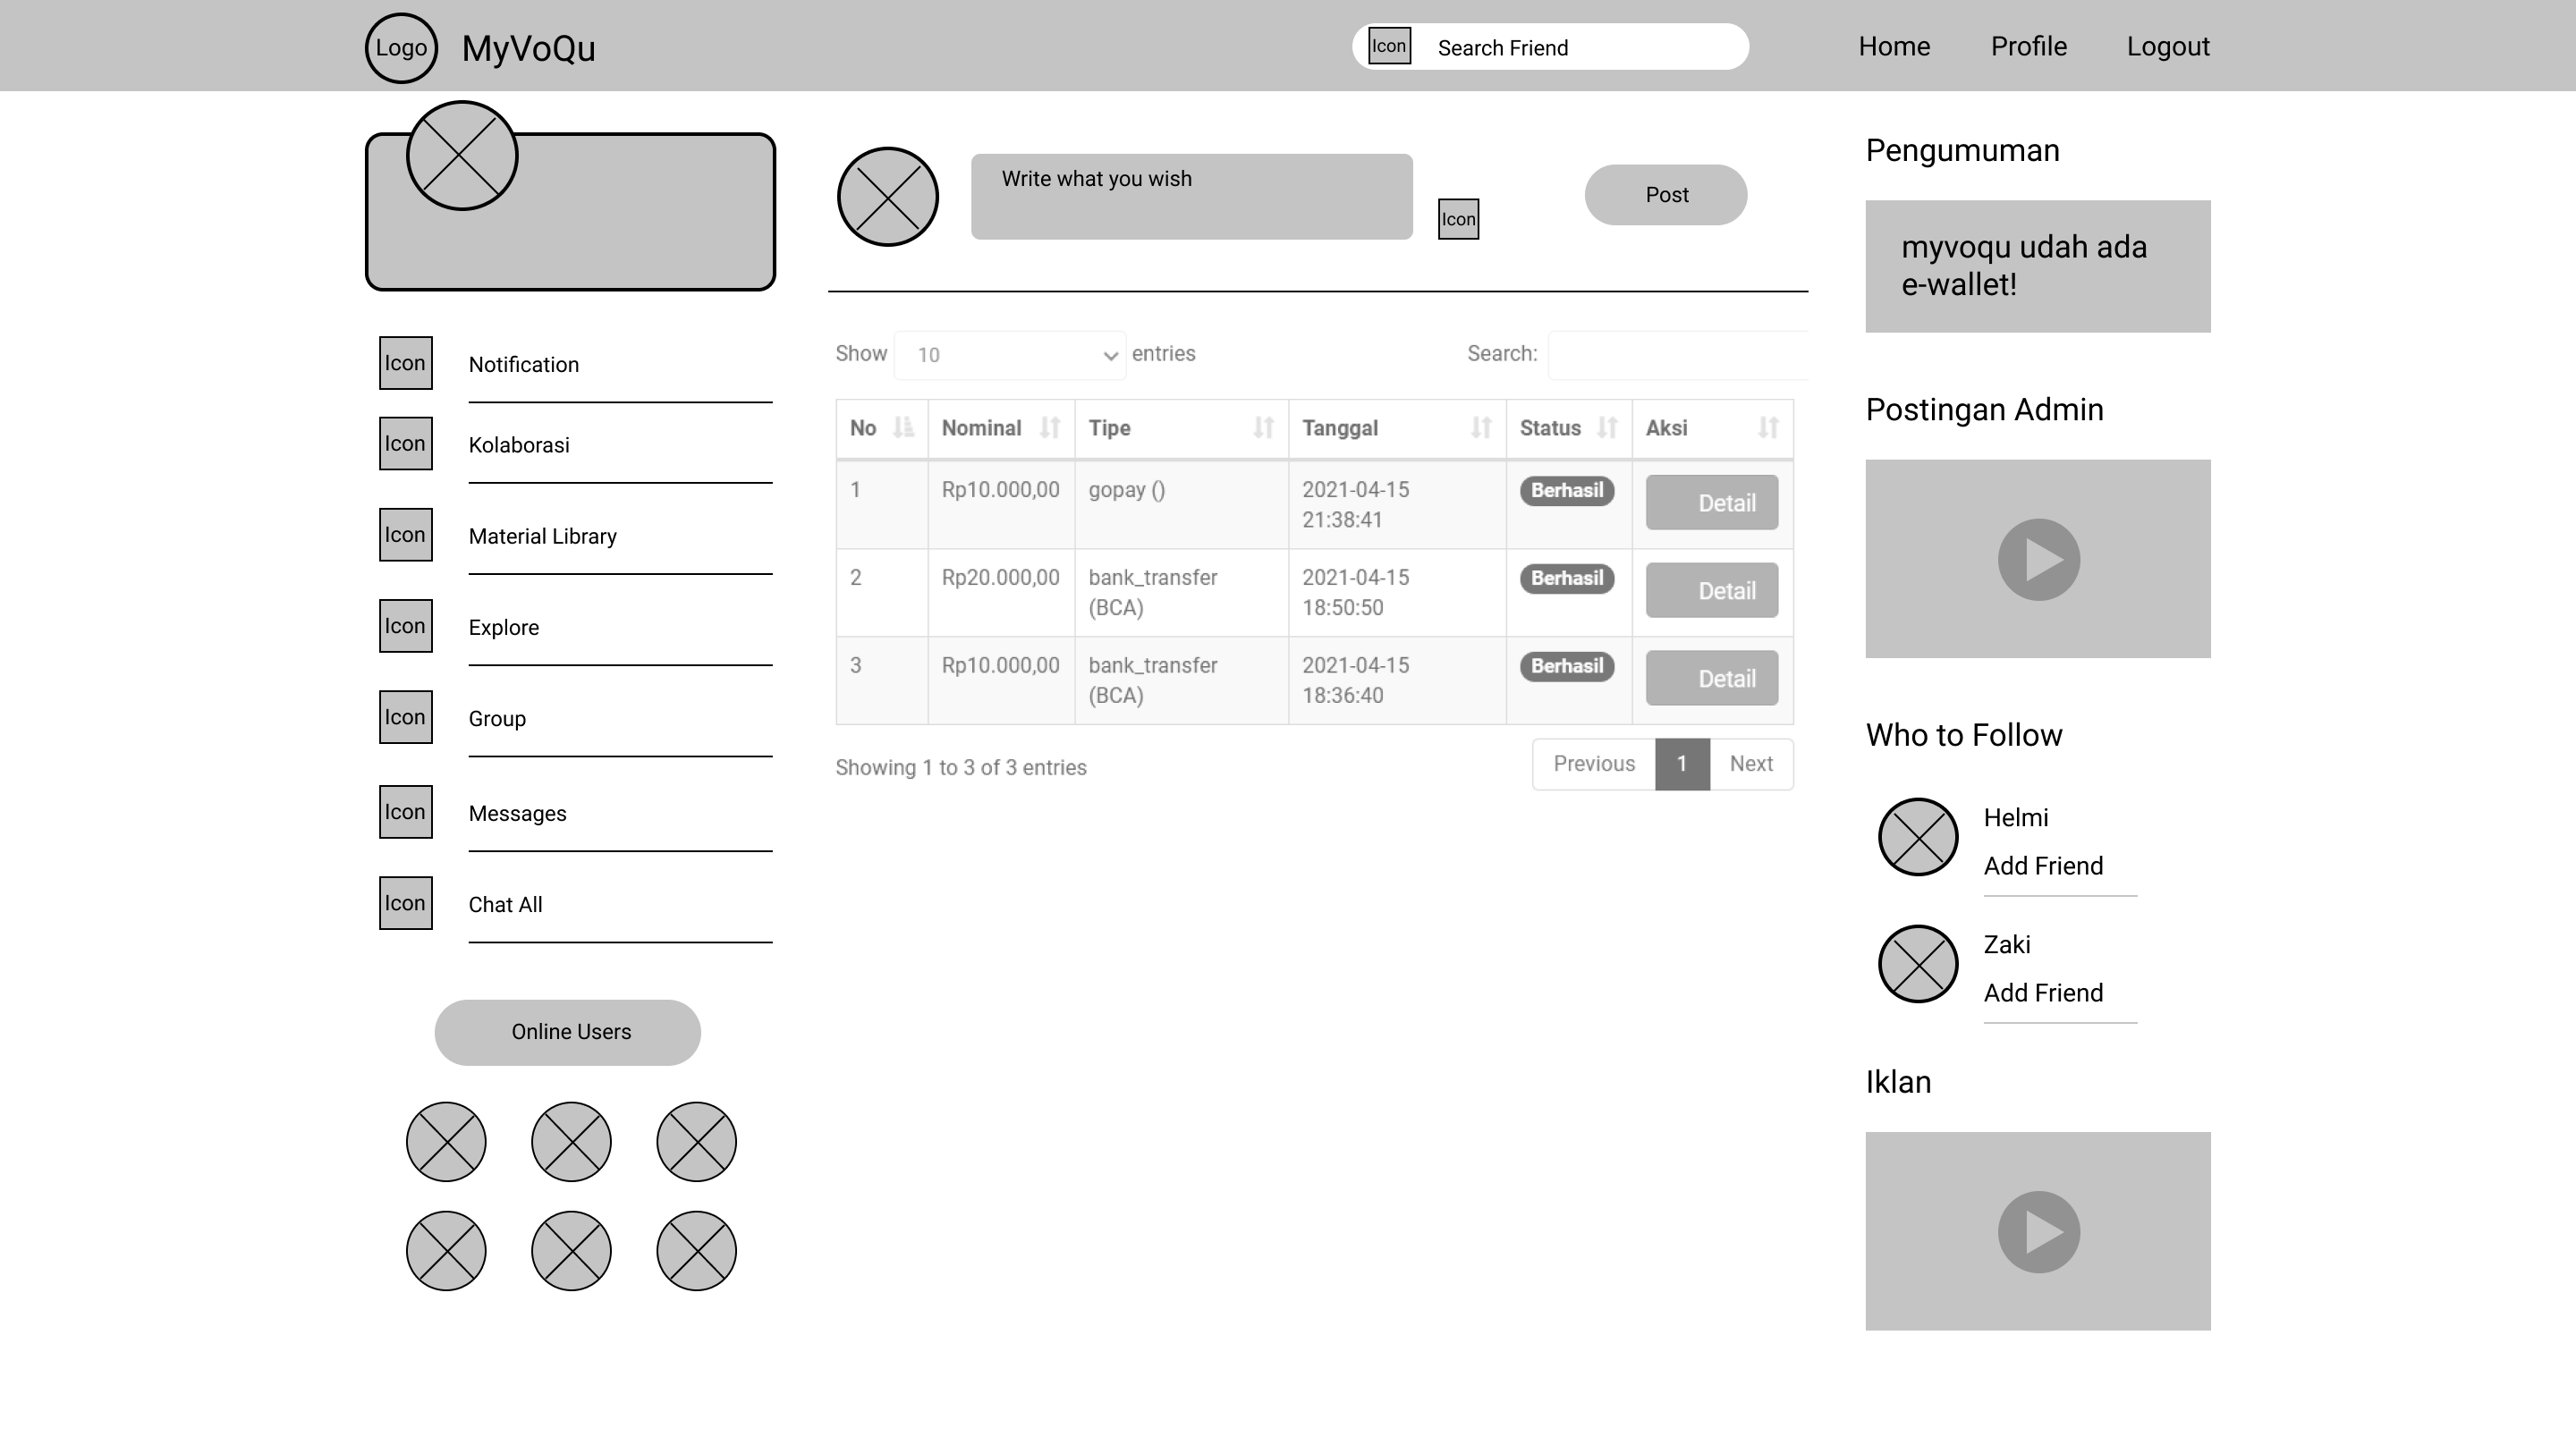 Logo
MyVoQu
Icon
Search Friend
Home
Profile
Logout
Icon
Notification
Icon
Kolaborasi
Icon
Material Library
Icon
Explore
Icon
Group
Icon
Messages
Icon
Chat All
Online Users
Write what you wish
Icon
Post
Show 10 entries
Search:
No Nominal Tipe Tanggal Status Aksi
1 Rp10.000,00 gopay () 2021-04-15 Berhasil Detail
21:38:41
2 Rp20.000,00 bank_transfer 2021-04-15 Berhasil Detail
(BCA) 18:50:50
3 Rp10.000,00 bank_transfer 2021-04-15 Berhasil Detail
(BCA) 18:36:40
Showing 1 to 3 of 3 entries
Previous 1 Next
Pengumuman
myvoqu udah ada
e-wallet!
Postingan Admin
Who to Follow
Helmi
Add Friend
Zaki
Add Friend
Iklan